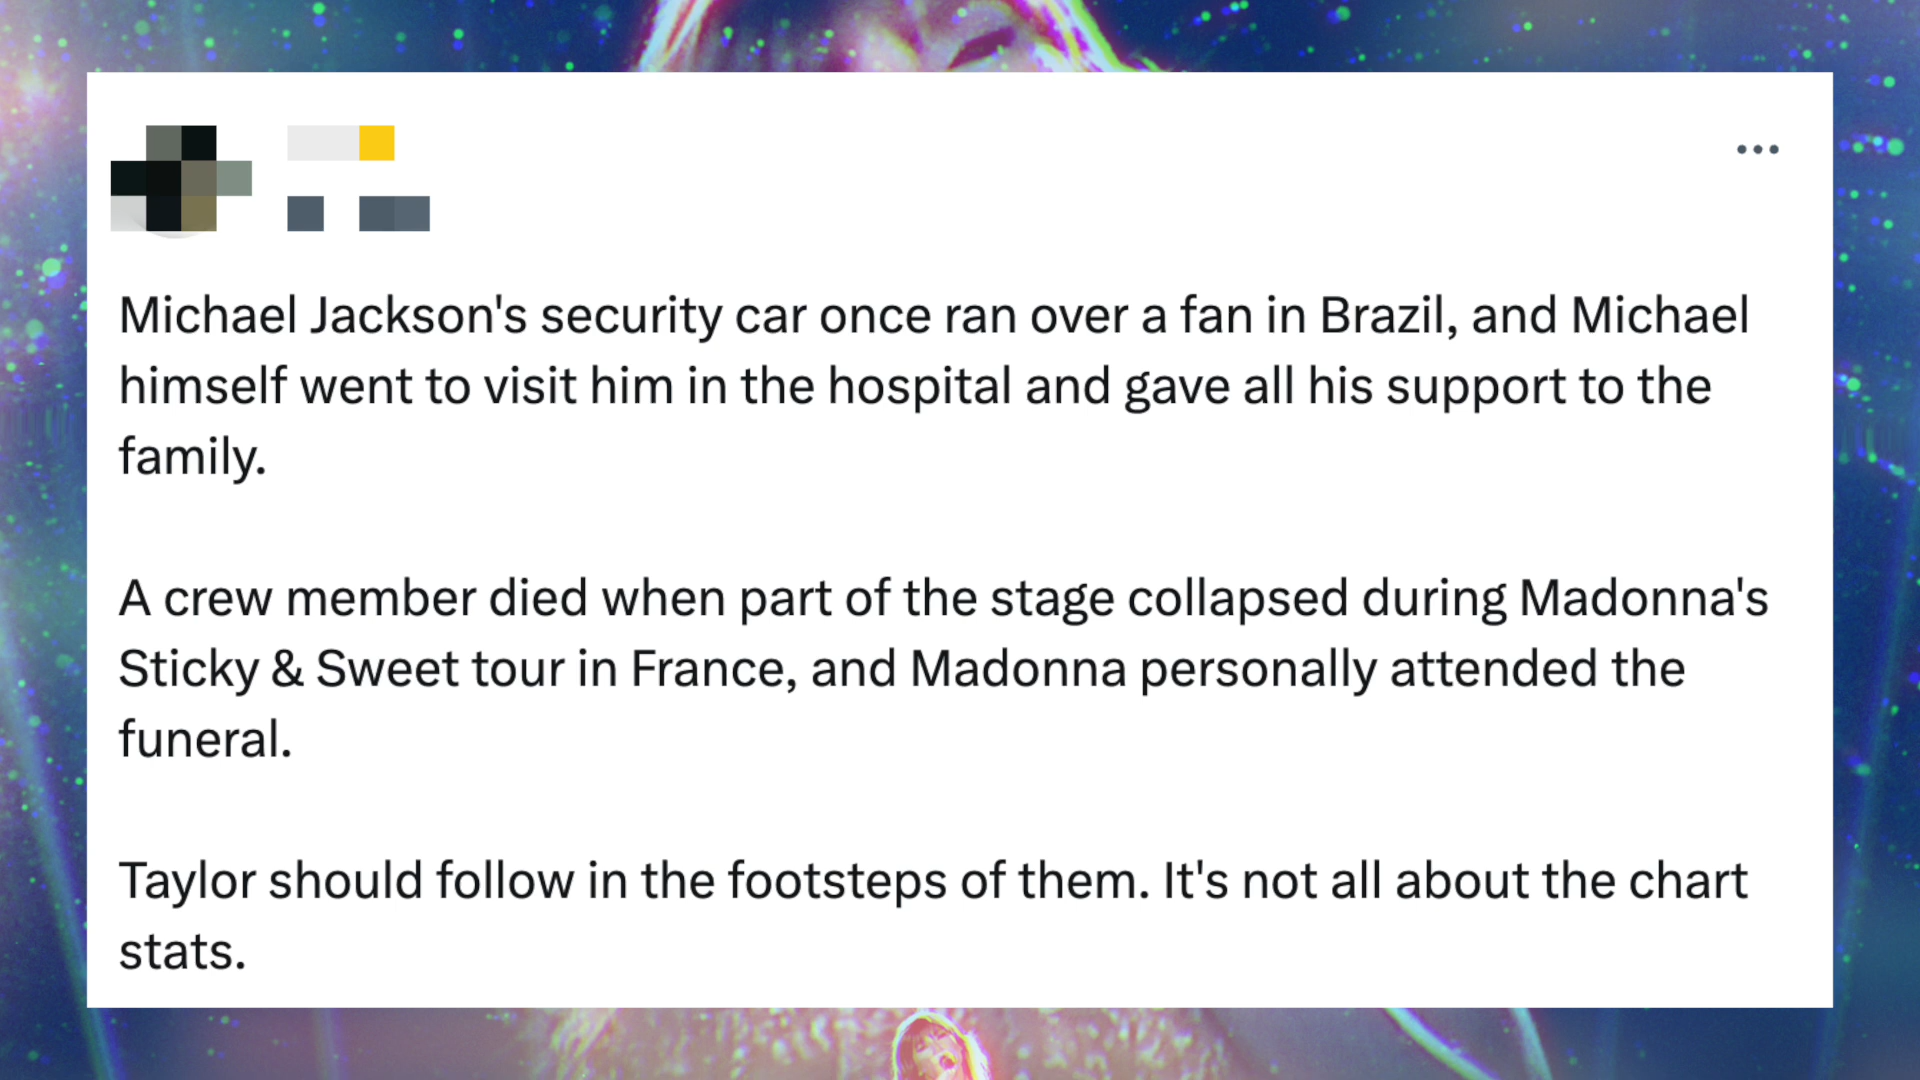 Michael Jackson's security car once ran over a fan in Brazil, and Michael
himself went to visit him in the hospital and gave all his support to the
family.
A crew member died when part of the stage collapsed during Madonna's
Sticky & Sweet tour in France, and Madonna personally attended the
funeral.
Taylor should follow in the footsteps of them. It's not all about the chart
stats.